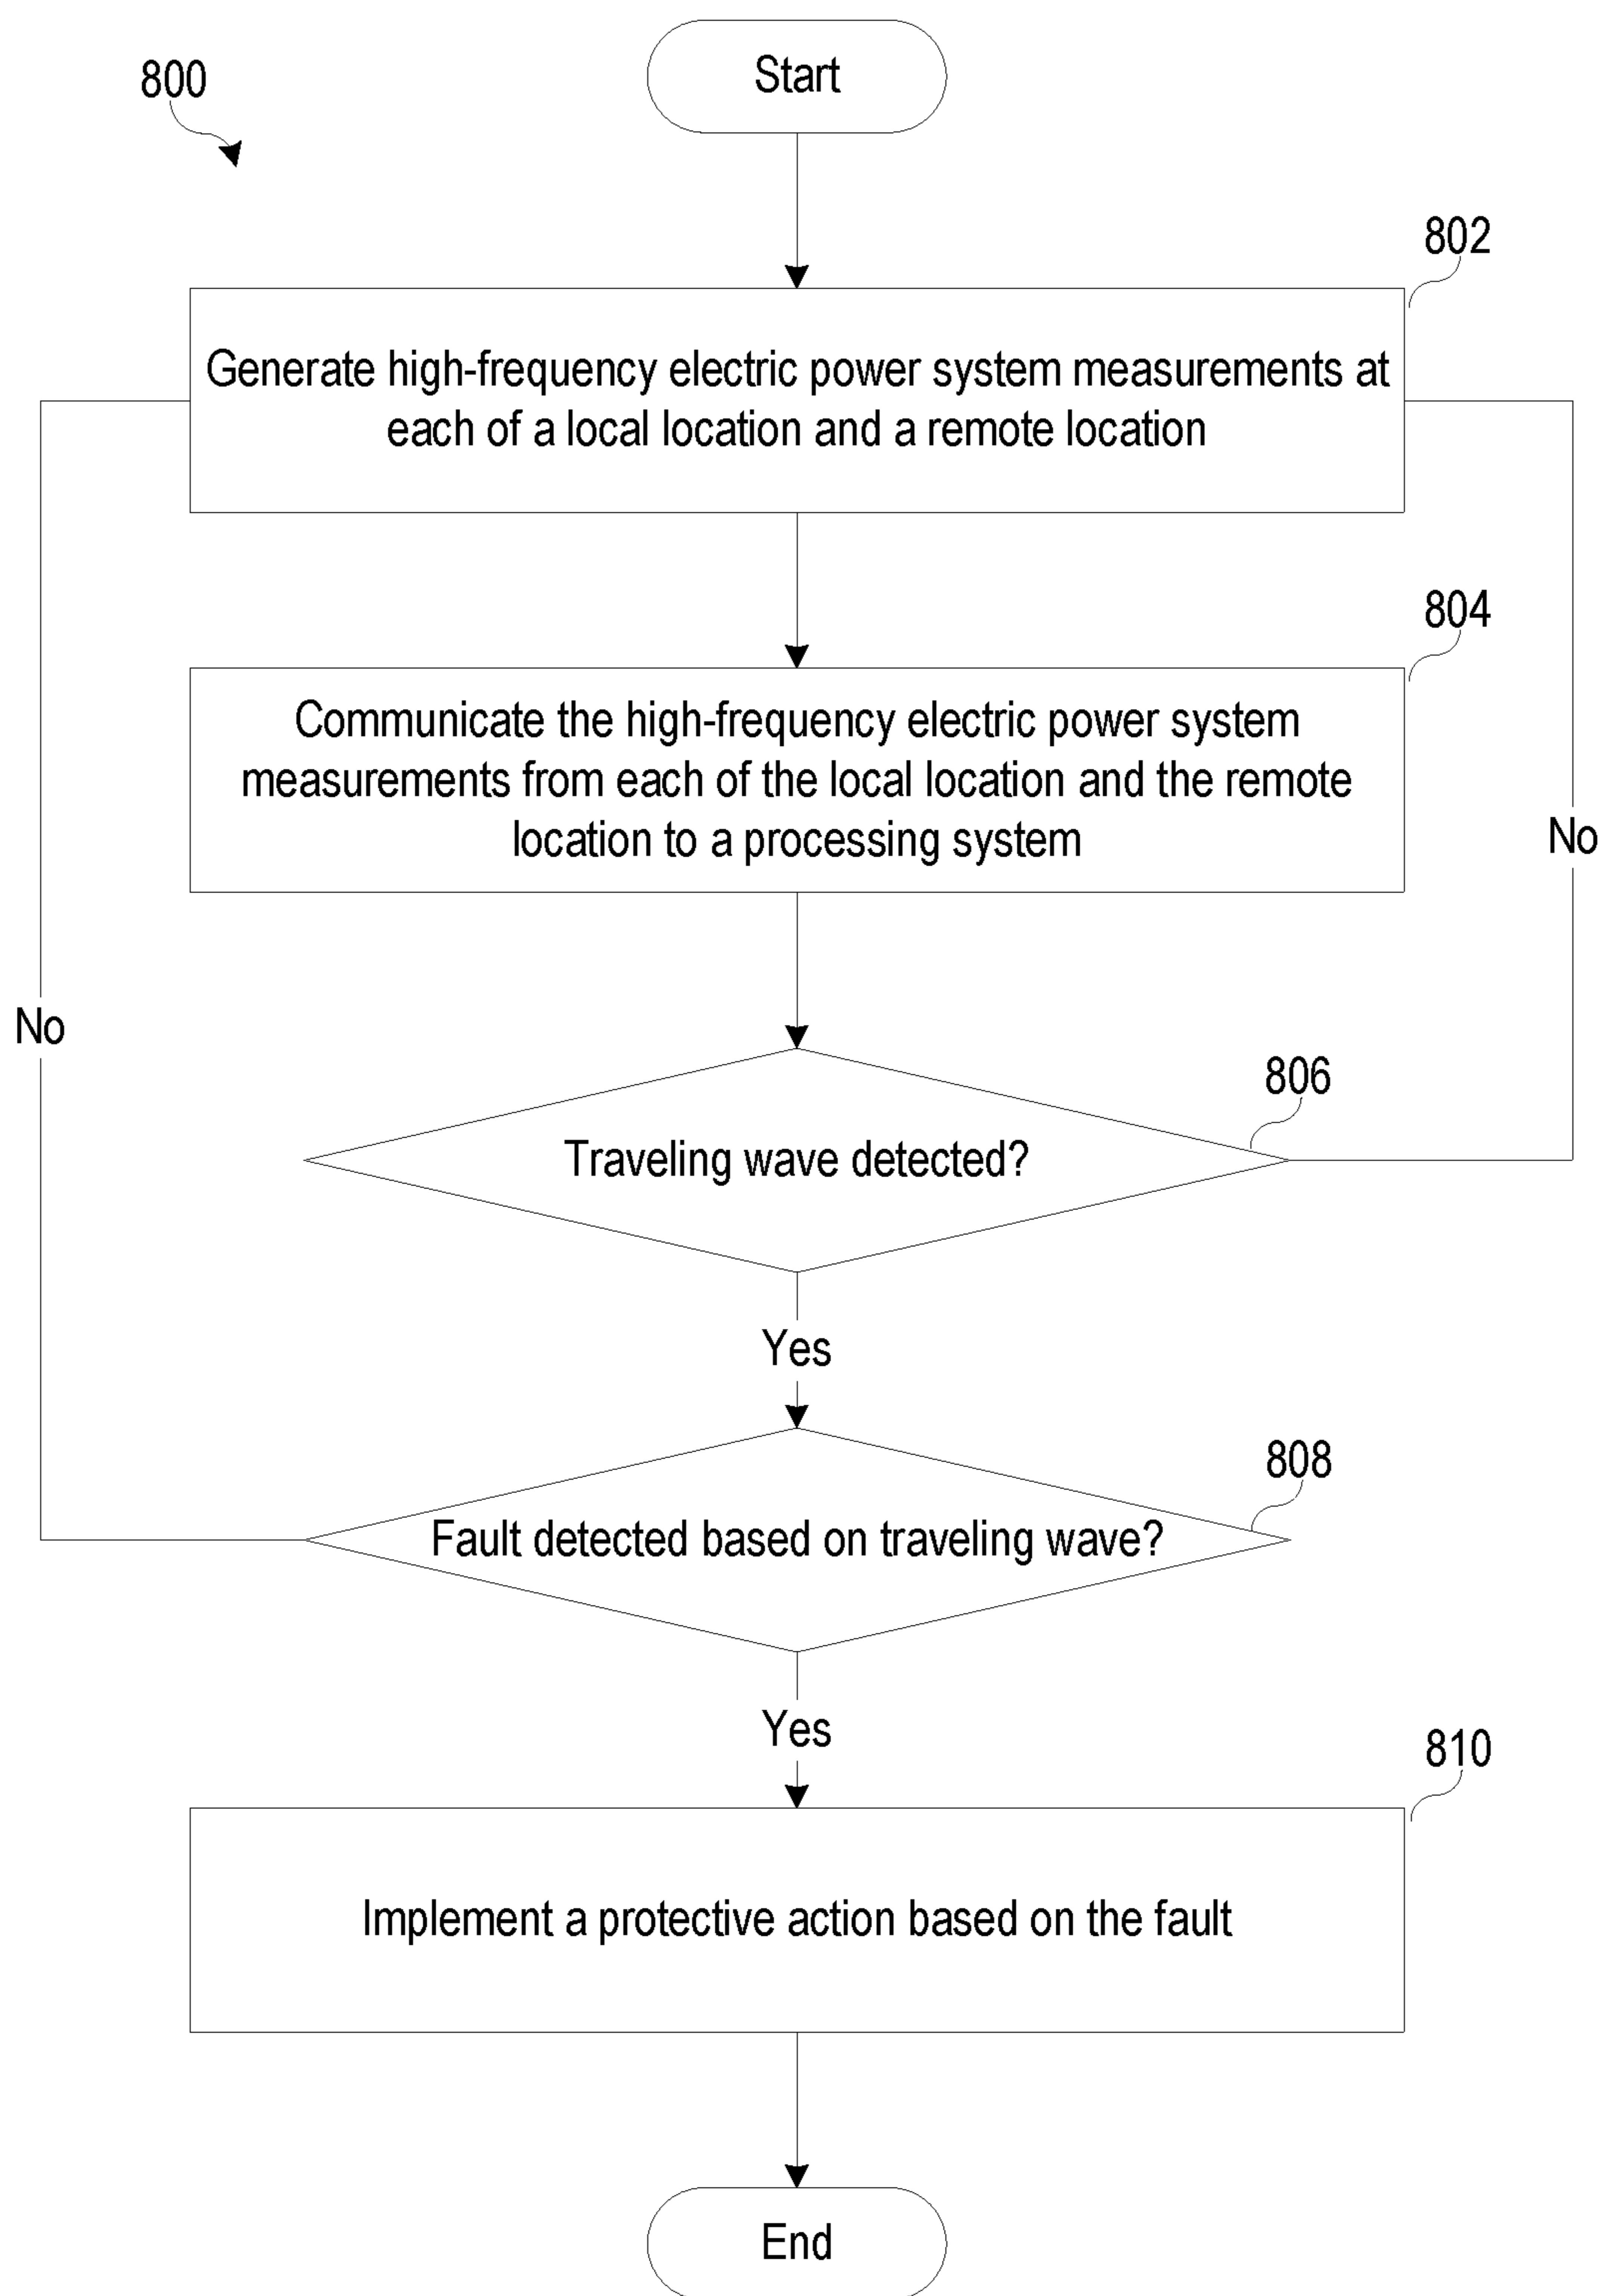 Start
800
802
Generate high-frequency electric power system measurements at
each of a local location and a remote location
804
Communicate the high-frequency electric power system
measurements from each of the local location and the remote
location to a processing system
No
No
806
Traveling wave detected?
Yes
808
Fault detected based on traveling wave?
Yes
810
Implement a protective action based on the fault
End